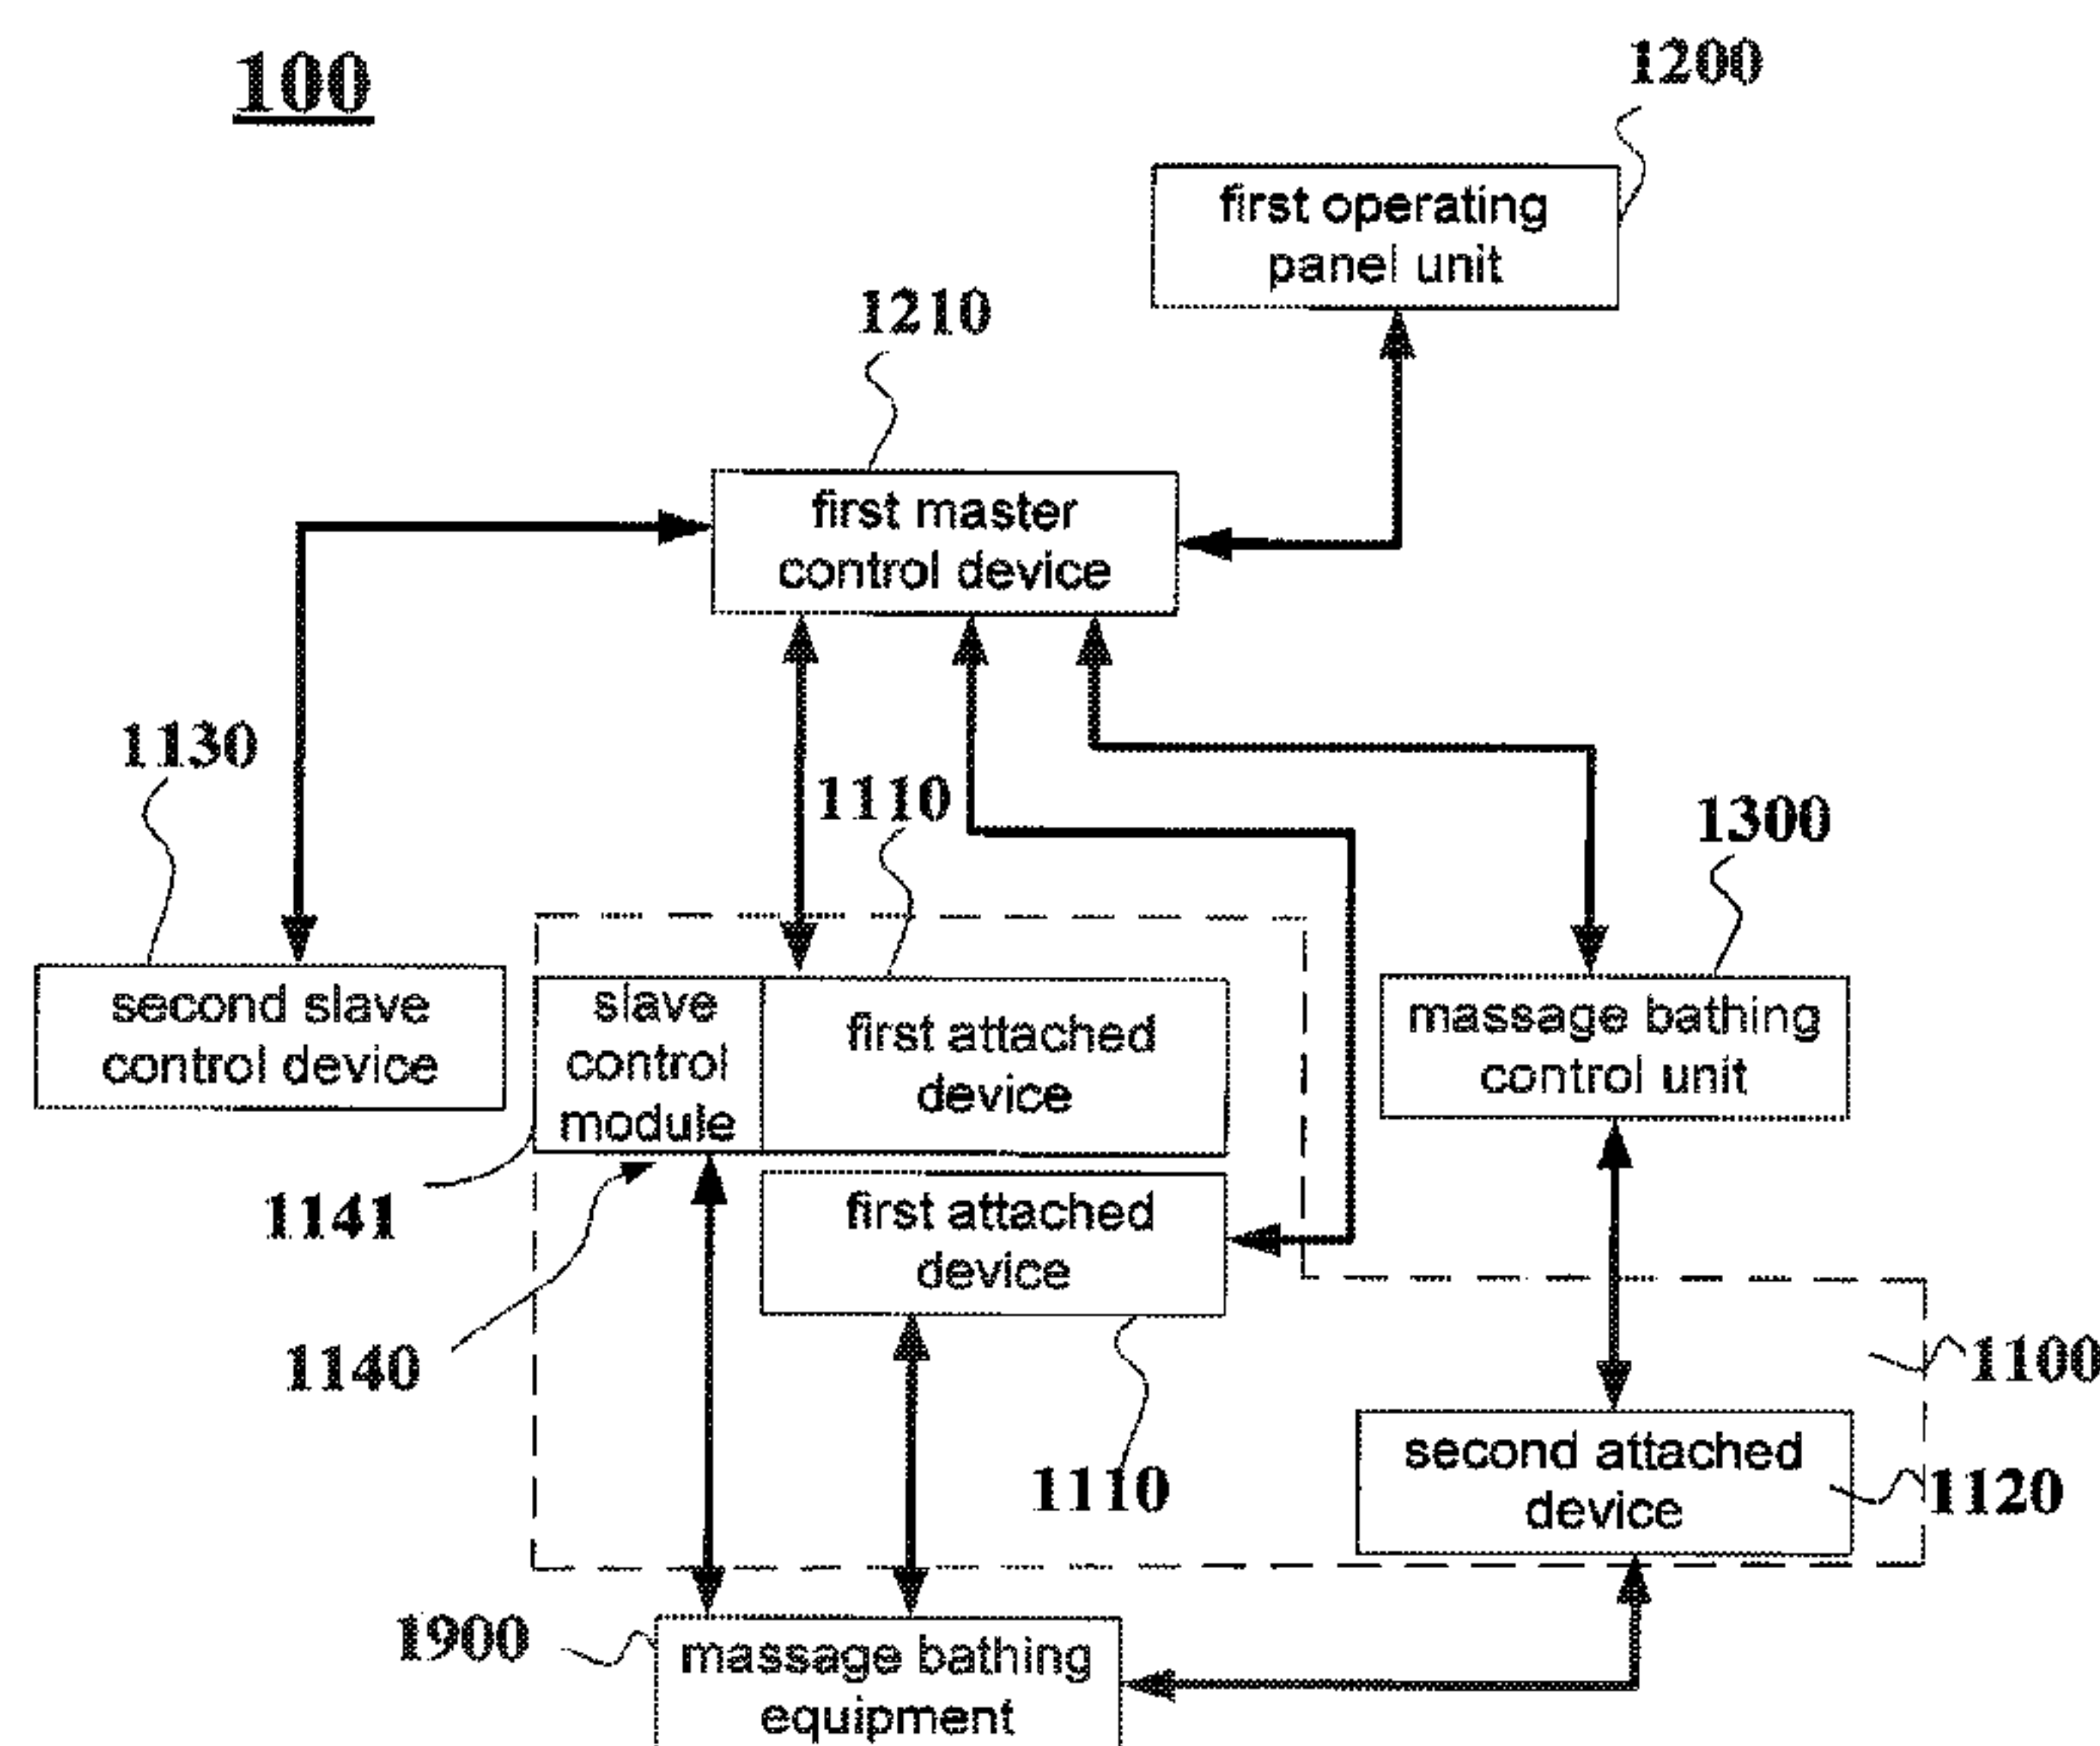 100
1200
first operating
panel unit
1210
first master
control device
1130
1110
1300
second slave
control device
slave
control
module
first attached
device
massage bathing
control unit
1141
first attached
device
1140
1100
1110
second attached
device
1120
1900
massage bathing
equipment